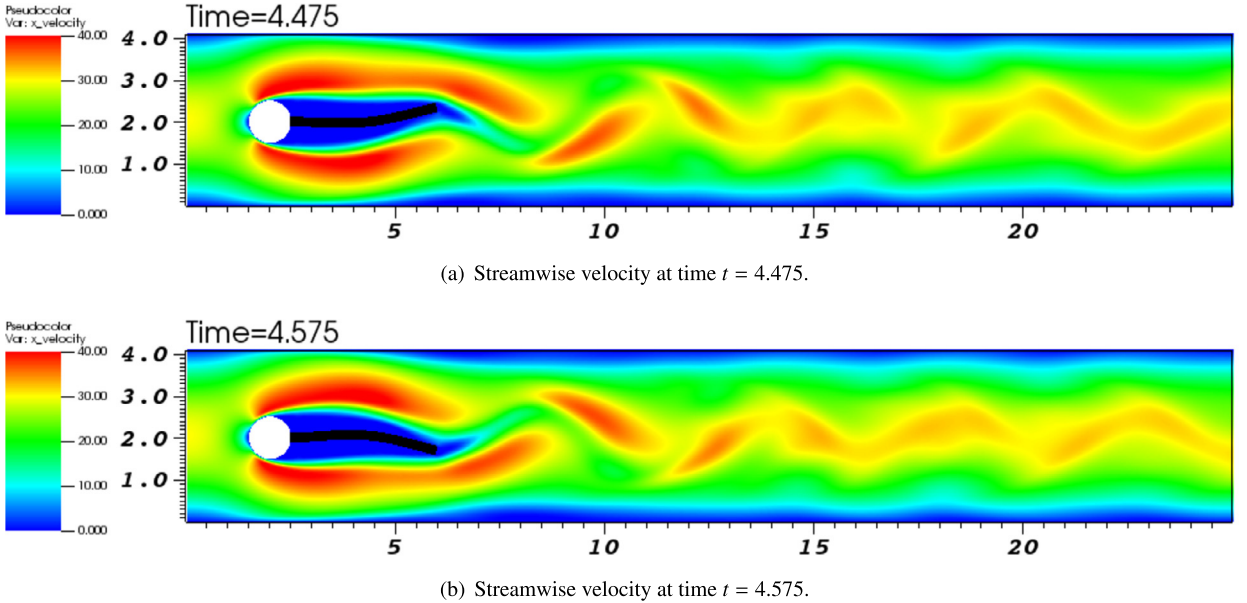 Pseudocolor
Var: x_velocity
Time=4.475
40.00
30.00
20.00
10.00
0.000
4.0
3.0
2.0
1.0
5 10 15 20
(a) Streamwise velocity at time t = 4.475.
Pseudocolor
Var: x_velocity
Time=4.575
40.00
30.00
20.00
10.00
0.000
4.0
3.0
2.0
1.0
5 10 15 20
(b) Streamwise velocity at time t = 4.575.